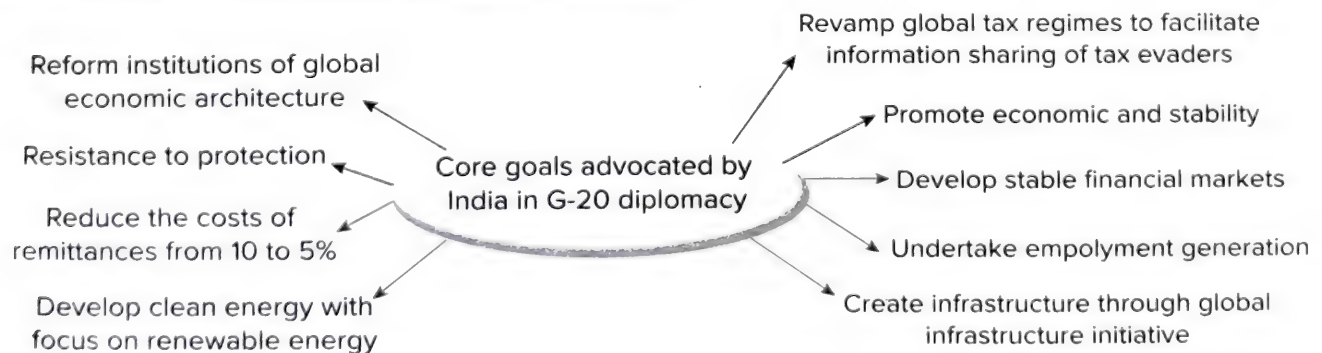 Revamp global tax regimes to facilitate
information sharing of tax evaders
Reform institutions of global
economic architecture
Promote economic and stability
Resistance to protection
Core goals advocated by
India in G-20 diplomacy
Develop stable financial markets
Reduce the costs of
remittances from 10 to 5%
Undertake empolyment generation
Develop clean energy with
focus on renewable energy
Create infrastructure through global
infrastructure initiative